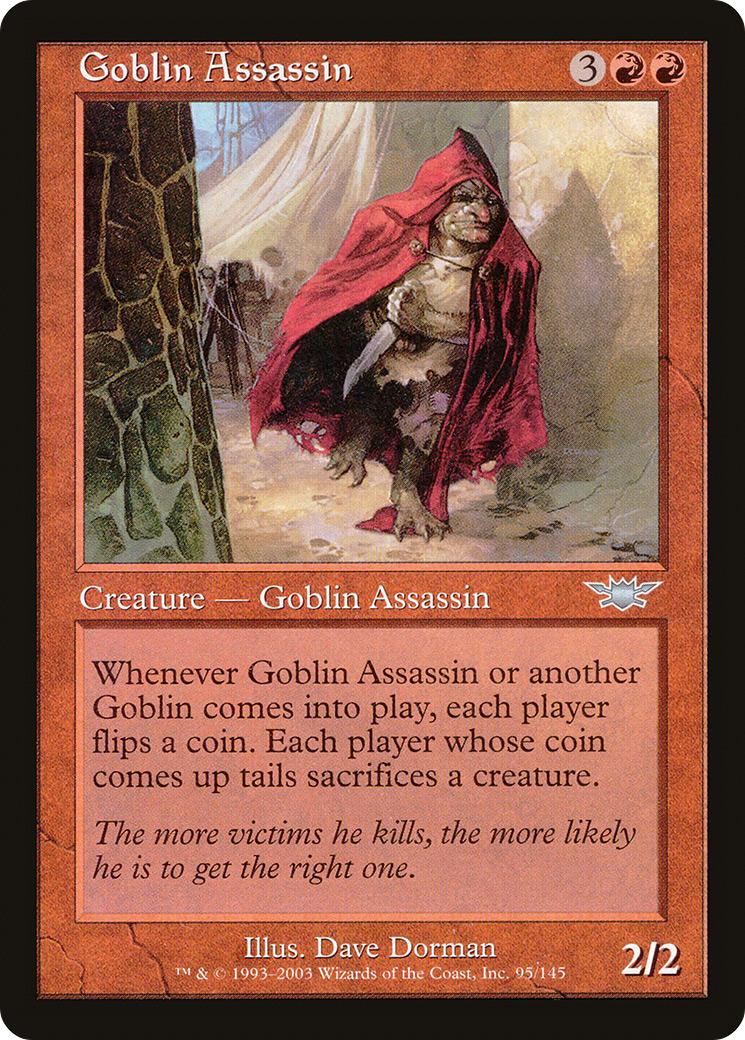 Goblin Assassin
3
Creature — Goblin Assassin
Whenever Goblin Assassin or another
Goblin comes into play, each player
flips a coin. Each player whose coin
comes up tails sacrifices a creature.
The more victims he kills, the more likely
he is to get the right one.
Illus. Dave Dorman
™ & © 1993–2003 Wizards of the Coast, Inc. 95/145
2/2